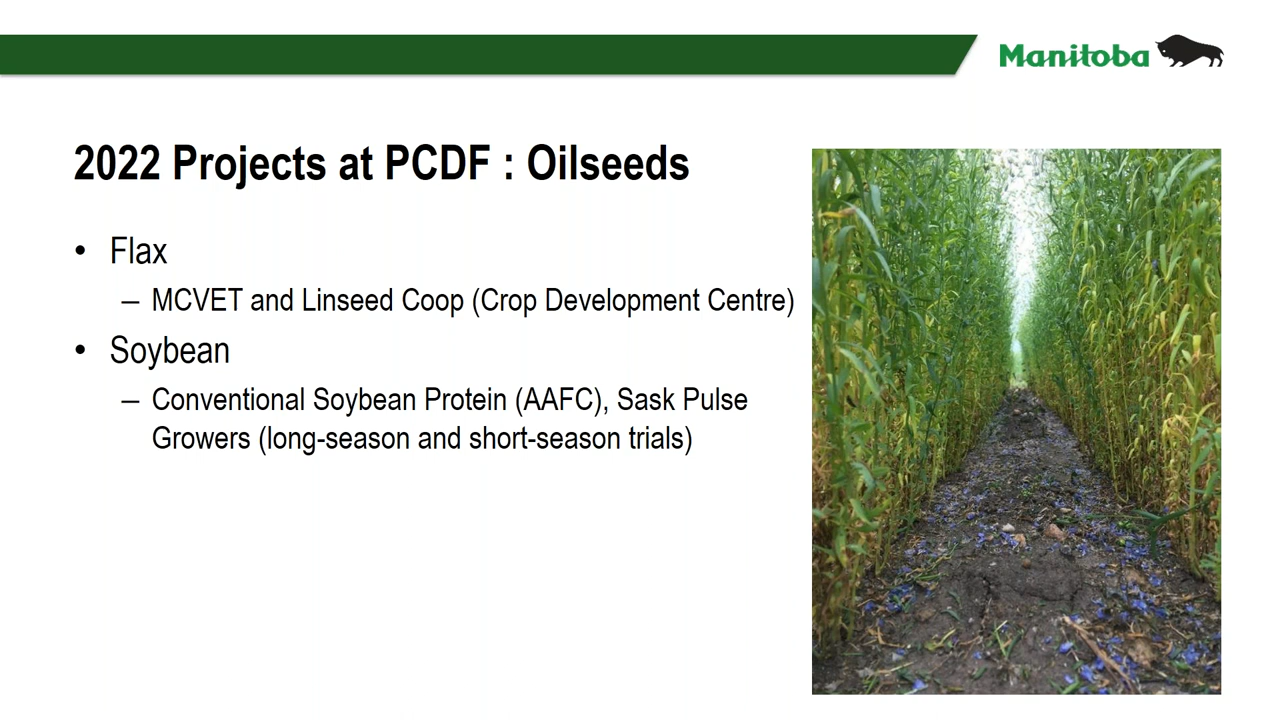 Manitoba
2022 Projects at PCDF : Oilseeds
• Flax
– MCVET and Linseed Coop (Crop Development Centre)
• Soybean
– Conventional Soybean Protein (AAFC), Sask Pulse
Growers (long-season and short-season trials)